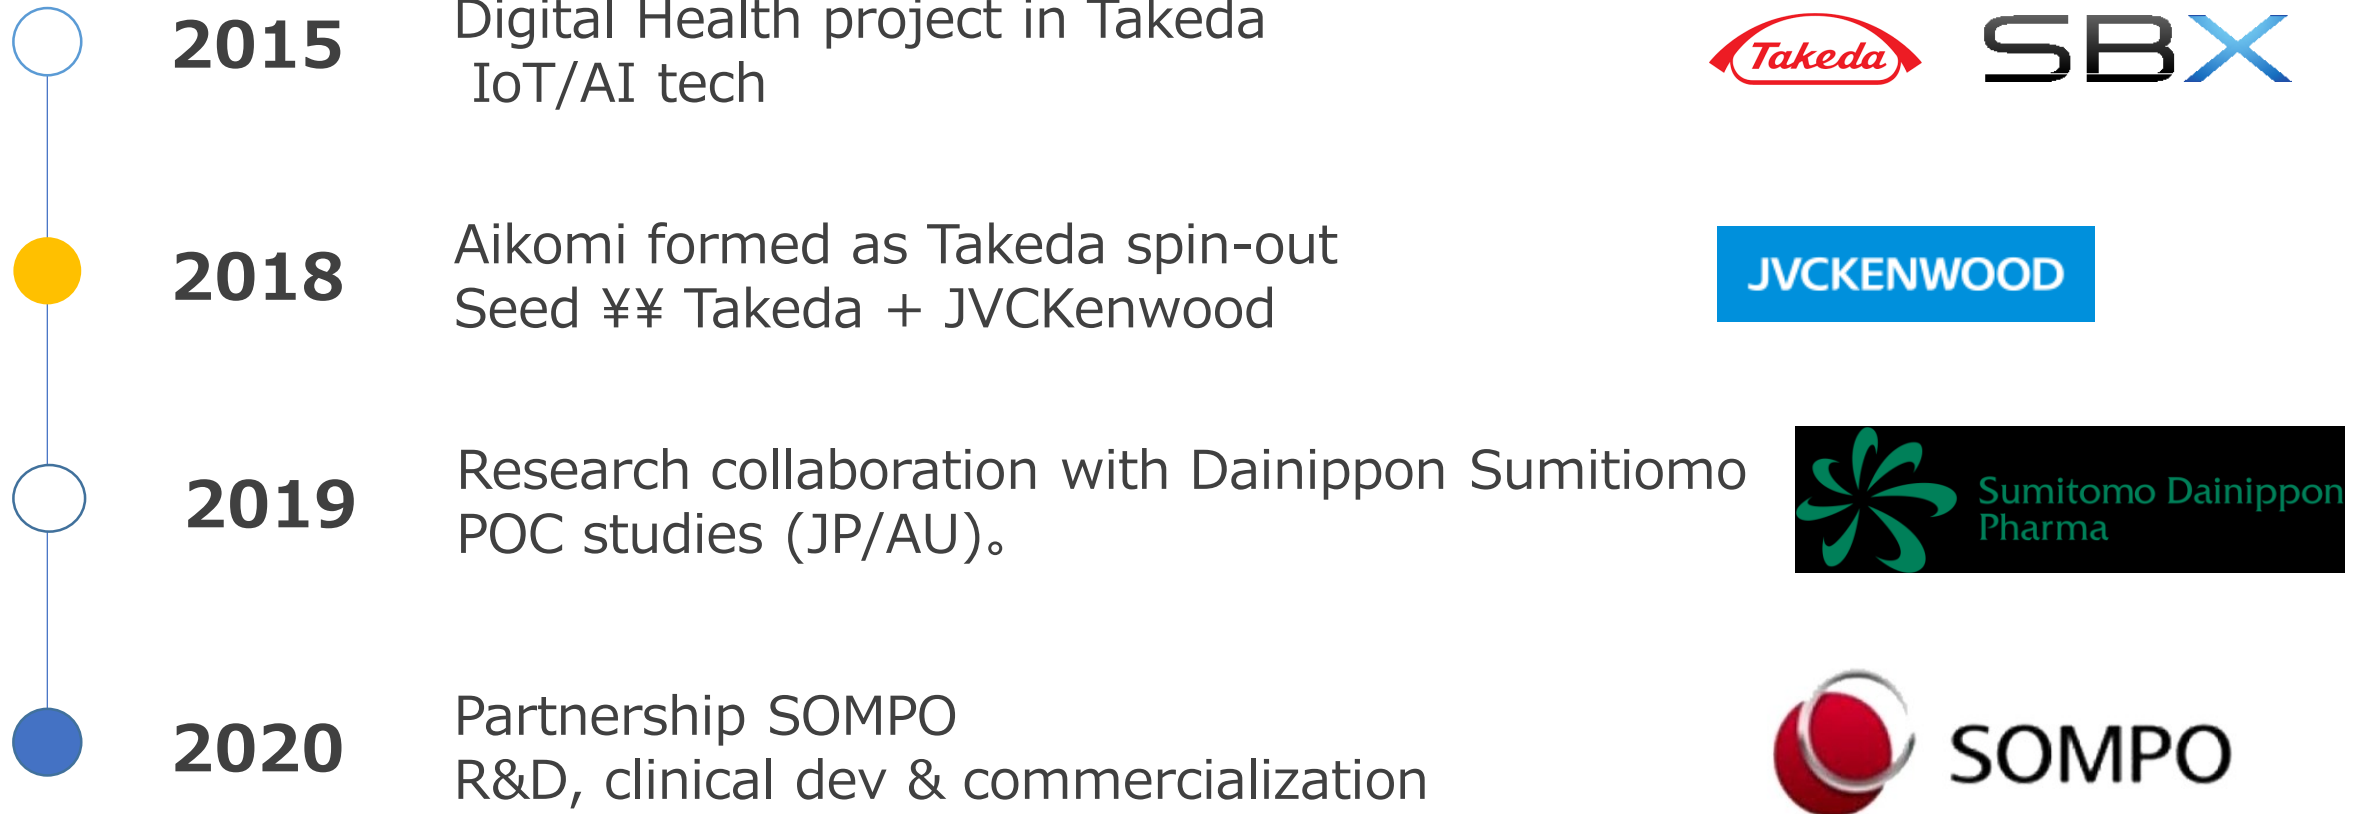 2015
Digital Health project in Takeda
IoT/AI tech
Takeda
SBX
2018
Aikomi formed as Takeda spin-out
Seed ¥¥ Takeda + JVCKenwood
JVCKENWOOD
2019
Research collaboration with Dainippon Sumitiomo
POC studies (JP/AU)。
Sumitomo Dainippon
Pharma
2020
Partnership SOMPO
R&D, clinical dev & commercialization
SOMPO